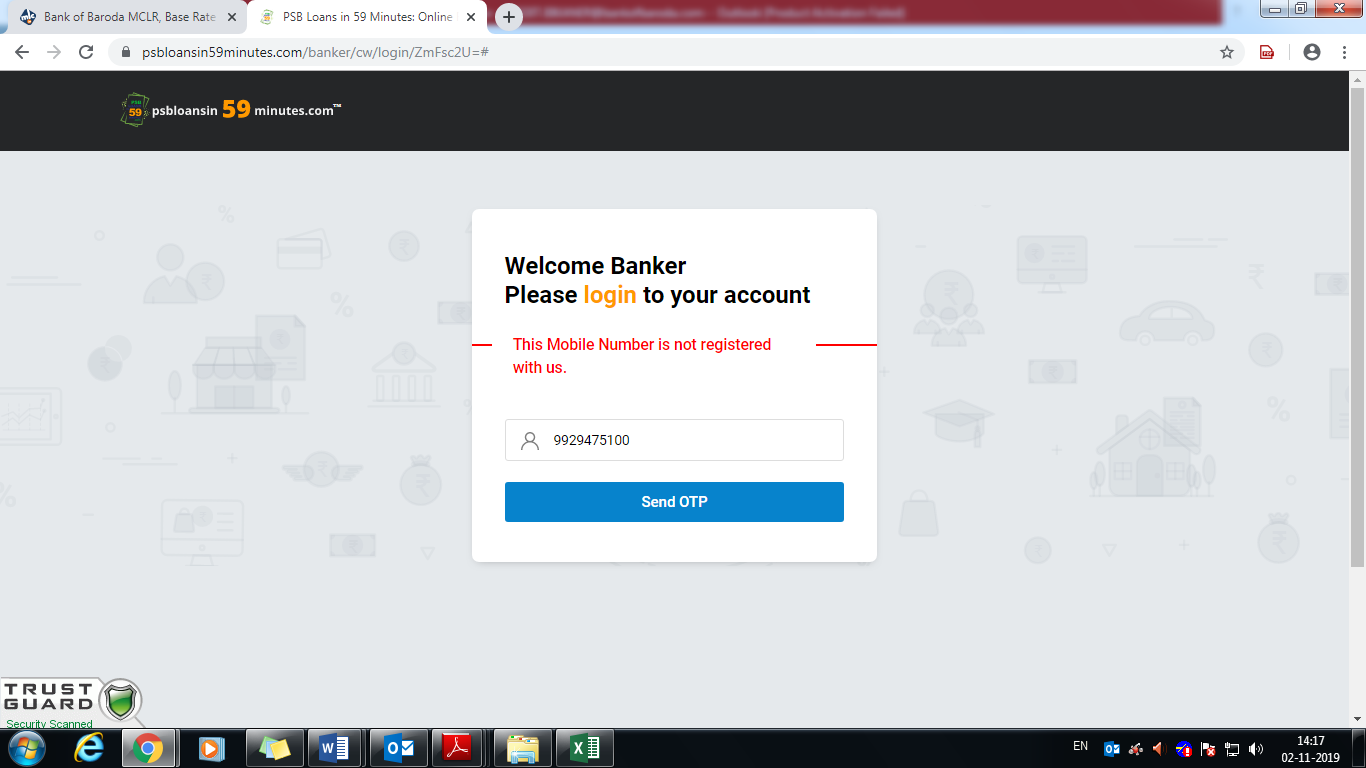 Bank of Baroda MCLR, Base Rate
PSB Loans in 59 Minutes: Online
psbloansin59minutes.com/banker/cw/login/ZmFsc2U=#
PSB
59
psbloansin 59 minutes.com™
Welcome Banker
Please login to your account
This Mobile Number is not registered
with us.
9929475100
Send OTP
TRUST
GUARD
Security Scanned
EN
14:17
02-11-2019